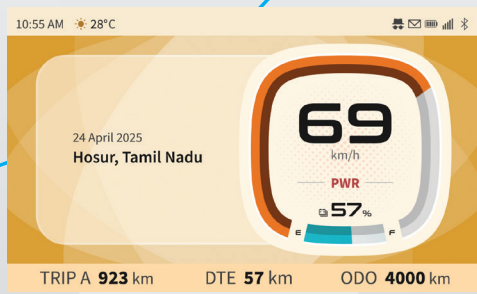 10:55 AM 28°C
24 April 2025
Hosur, Tamil Nadu
69
km/h
PWR
57%
E F
TRIP A 923 km DTE 57 km ODO 4000 km